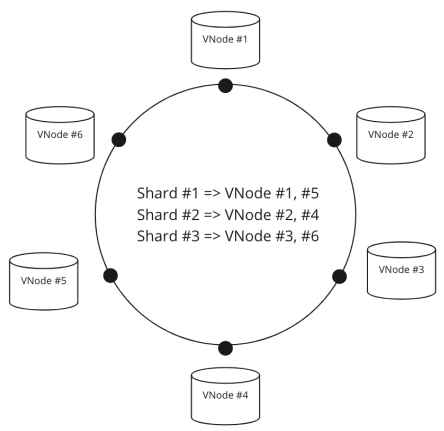 VNode #1
VNode #6
VNode #2
Shard #1 => VNode #1, #5
Shard #2 => VNode #2, #4
Shard #3 => VNode #3, #6
VNode #5
VNode #3
VNode #4